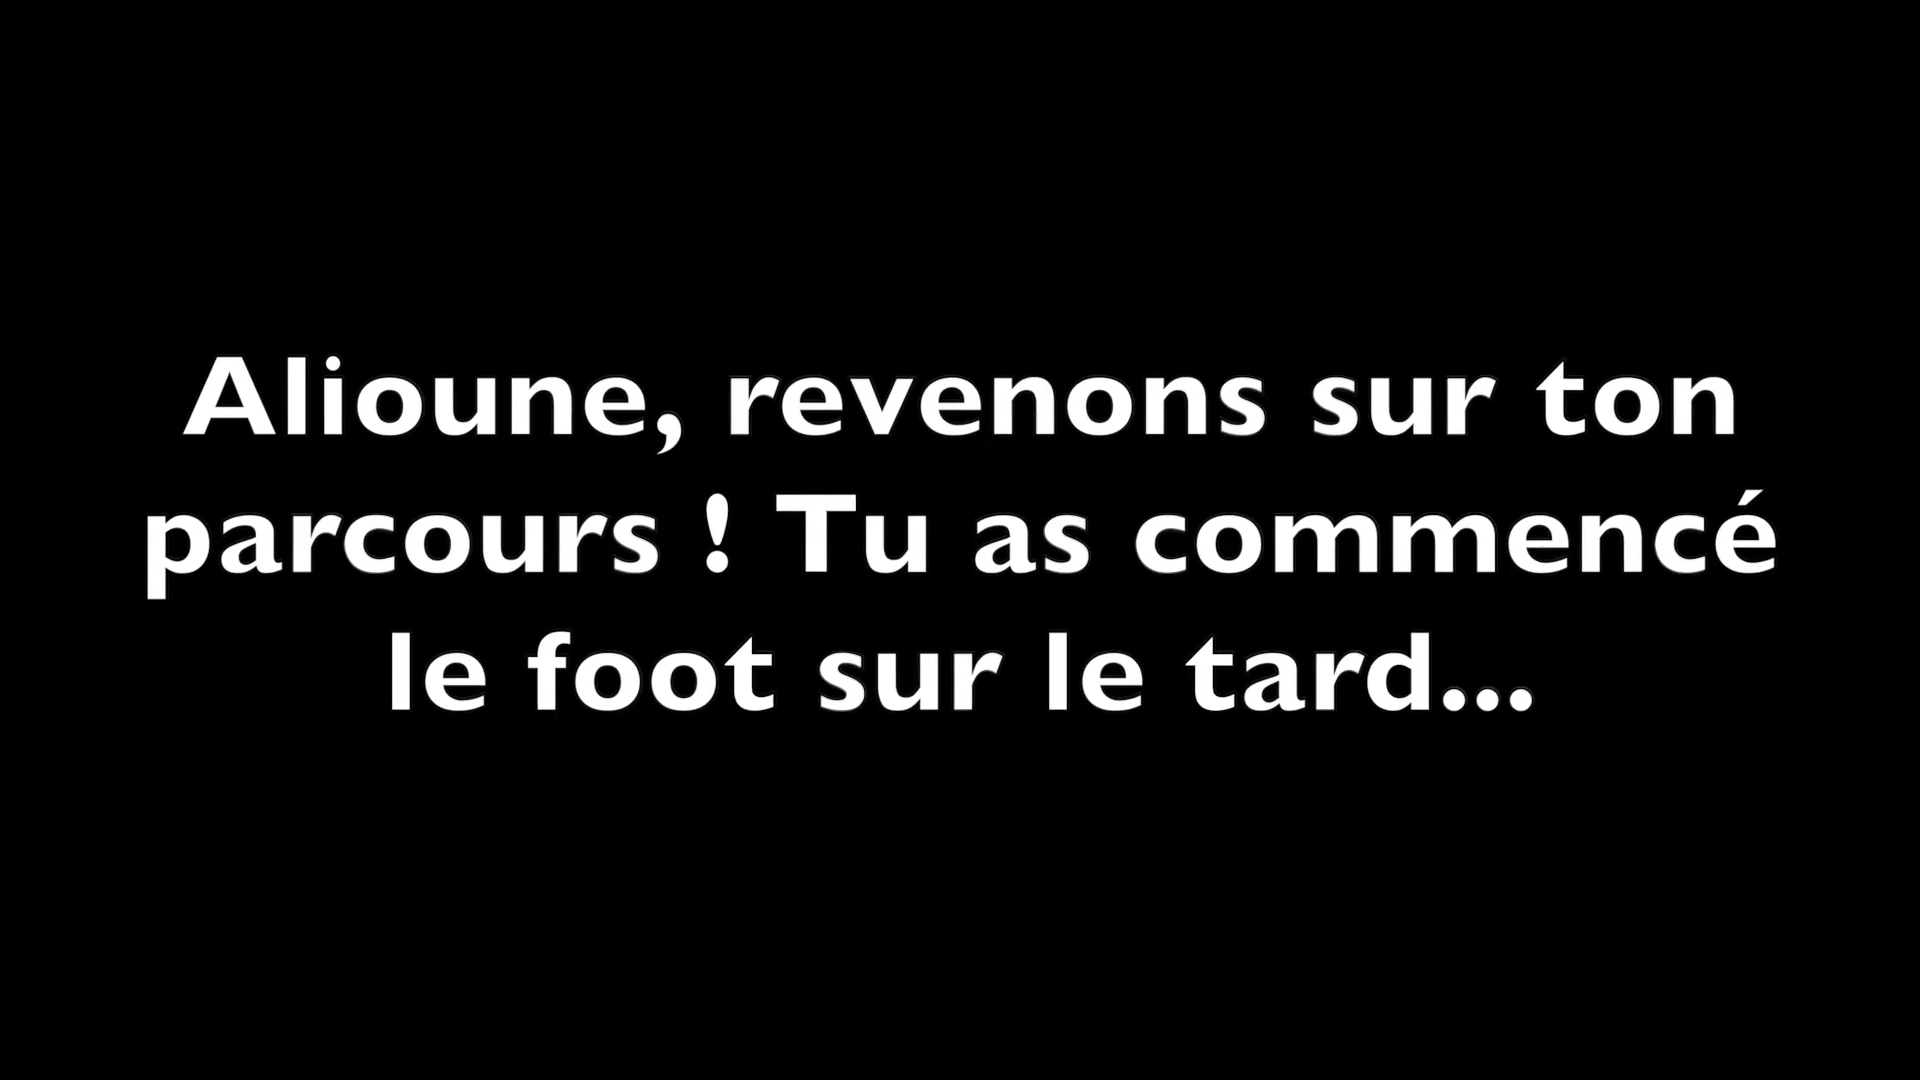 Alioune, revenons sur ton
parcours ! Tu as commencé
le foot sur le tard...